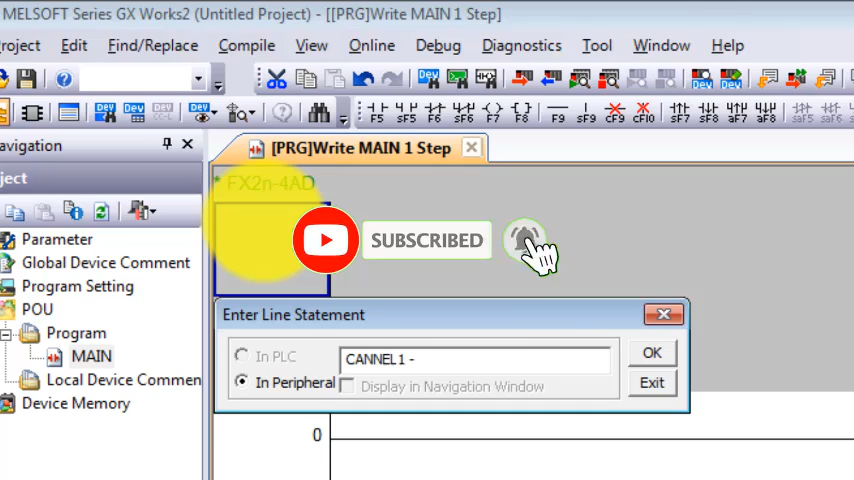 MELSOFT Series GX Works2 (Untitled Project) - [[PRG]Write MAIN 1 Step]
roject Edit Find/Replace Compile View Online Debug Diagnostics Tool Window Help
F5 sF5 F6 sF6 F7 F8 F9 sF9 cF9 cF10 sF7 sF8 aF7 aF8 saF5 saF6
avigation
[PRG]Write MAIN 1 Step
ject
* FX2n-4AD
Parameter
Global Device Comment
Program Setting
POU
Program
MAIN
Local Device Commen
Device Memory
SUBSCRIBED
Enter Line Statement
In PLC
CANNEL1 -
OK
In Peripheral
Display in Navigation Window
Exit
0